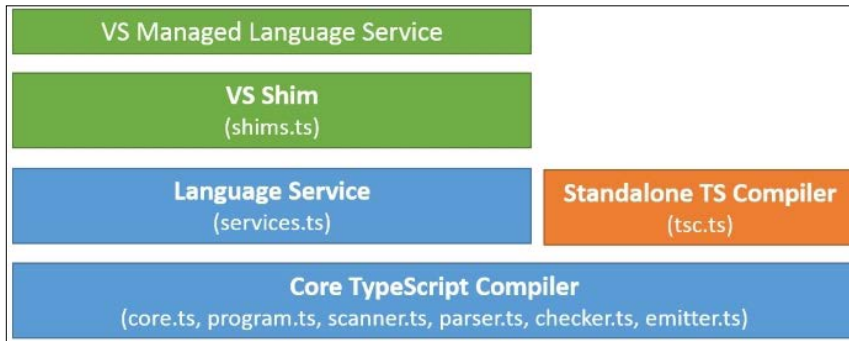 VS Managed Language Service
VS Shim
(shims.ts)
Language Service
(services.ts)
Standalone TS Compiler
(tsc.ts)
Core TypeScript Compiler
(core.ts, program.ts, scanner.ts, parser.ts, checker.ts, emitter.ts)